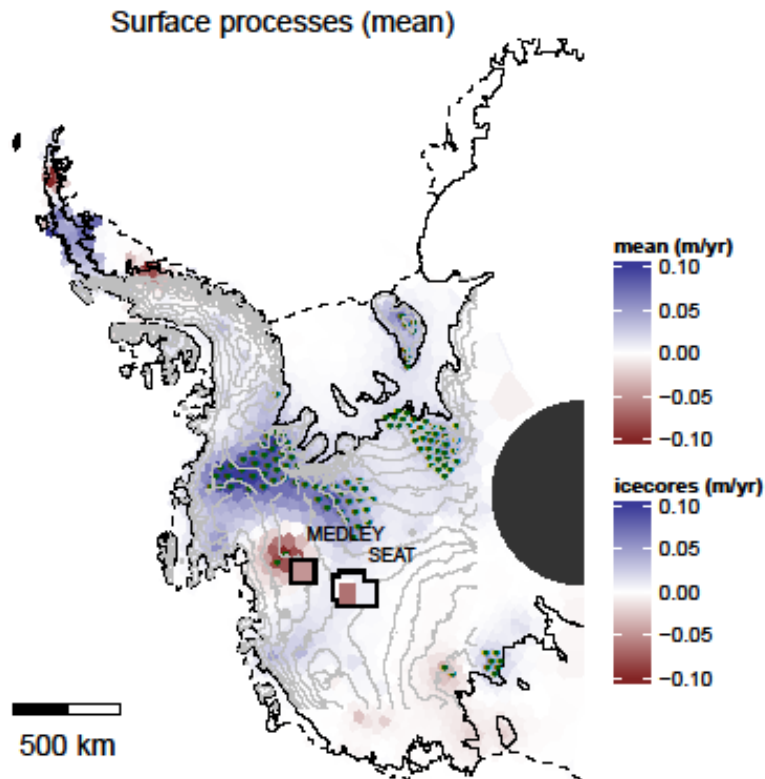 Surface processes (mean)
mean (m/yr)
0.10
0.05
0.00
−0.05
−0.10
icecores (m/yr)
0.10
0.05
0.00
−0.05
−0.10
MEDLEY
SEAT
500 km